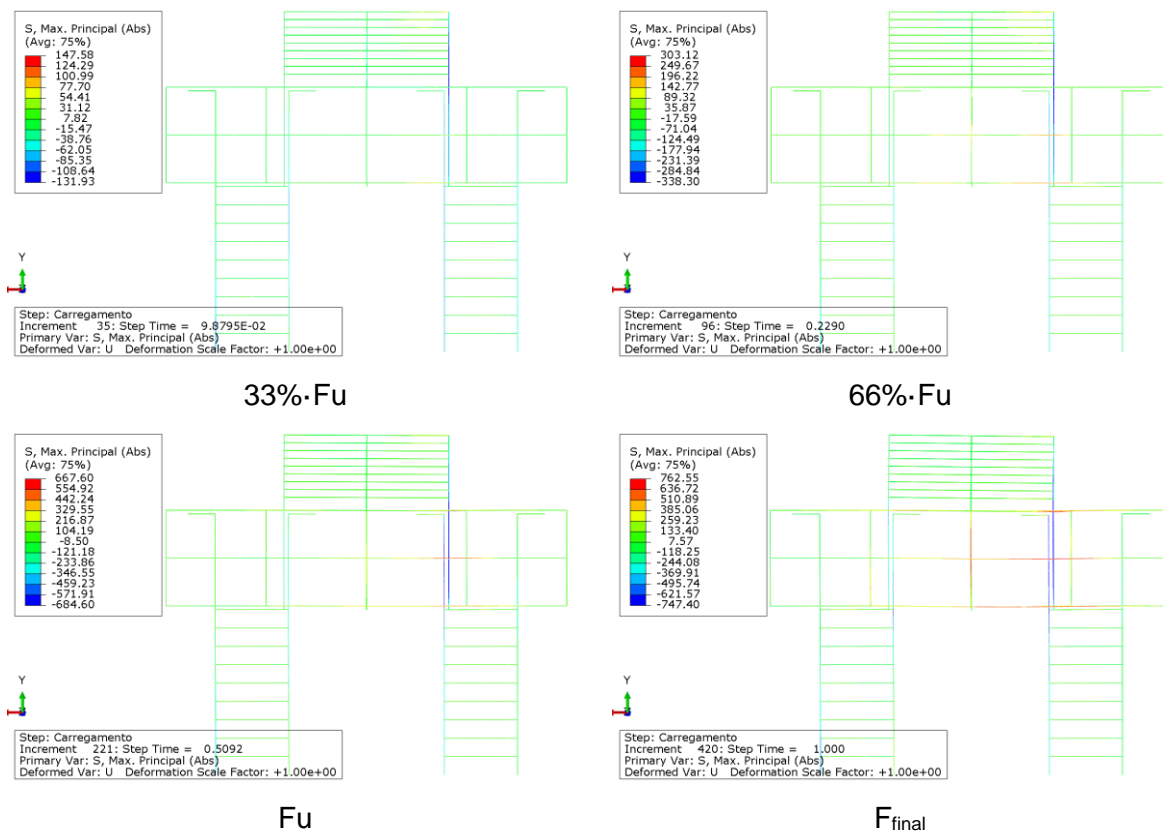 S, Max. Principal (Abs)
(Avg: 75%)
147.58
124.29
100.99
77.70
54.41
31.12
7.82
-15.47
-38.76
-62.05
-85.35
-108.64
-131.93
Y
Step: Carregamento
Increment 35: Step Time = 9.8795E-02
Primary Var: S, Max. Principal (Abs)
Deformed Var: U Deformation Scale Factor: +1.00e+00
33%·Fu
S, Max. Principal (Abs)
(Avg: 75%)
303.12
249.67
196.22
142.77
89.32
35.87
-17.59
-71.04
-124.49
-177.94
-231.39
-284.84
-338.30
Y
Step: Carregamento
Increment 96: Step Time = 0.2290
Primary Var: S, Max. Principal (Abs)
Deformed Var: U Deformation Scale Factor: +1.00e+00
66%·Fu
S, Max. Principal (Abs)
(Avg: 75%)
667.60
554.92
442.24
329.55
216.87
104.19
-8.50
-121.18
-233.86
-346.55
-459.23
-571.91
-684.60
Y
Step: Carregamento
Increment 221: Step Time = 0.5092
Primary Var: S, Max. Principal (Abs)
Deformed Var: U Deformation Scale Factor: +1.00e+00
Fu
S, Max. Principal (Abs)
(Avg: 75%)
762.55
636.72
510.89
385.06
259.23
133.40
7.57
-118.25
-244.08
-369.91
-495.74
-621.57
-747.40
Y
Step: Carregamento
Increment 420: Step Time = 1.000
Primary Var: S, Max. Principal (Abs)
Deformed Var: U Deformation Scale Factor: +1.00e+00
Ffinal